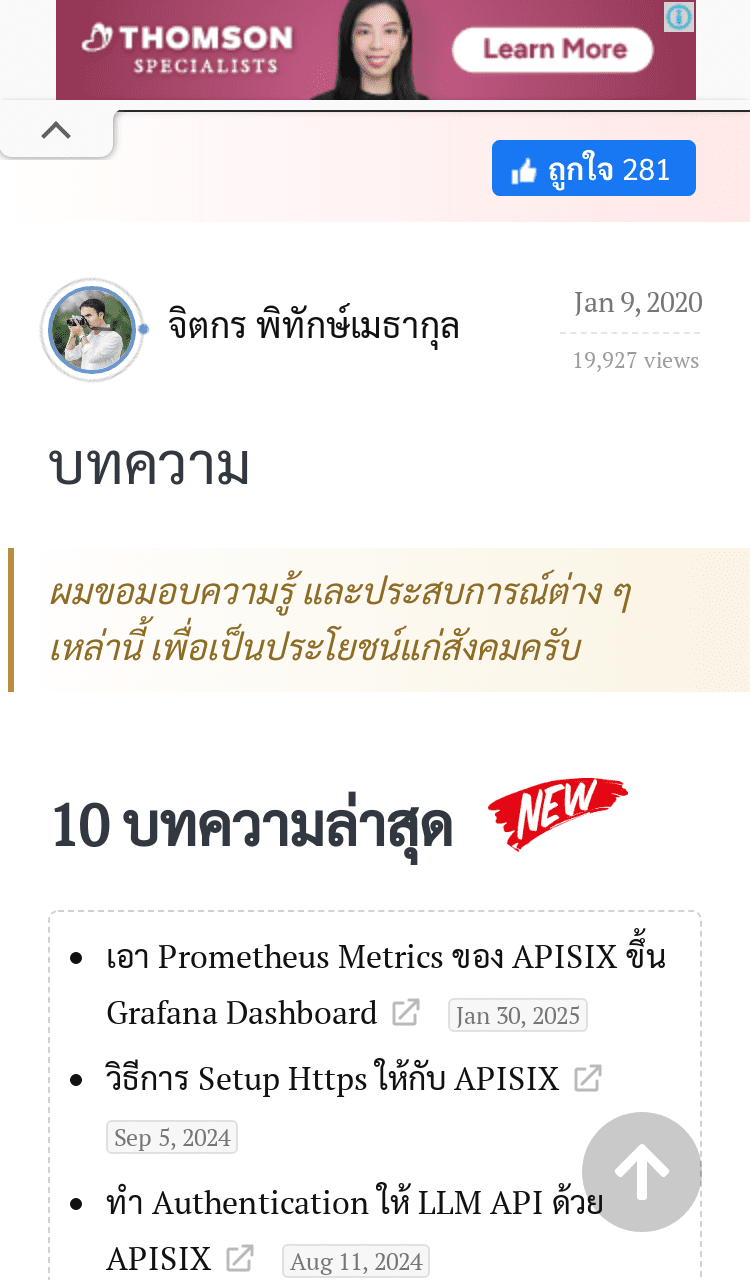 THOMSON
SPECIALISTS
Learn More
ถูกใจ 281
จิตกร พิทักษ์เมธากุล
Jan 9, 2020
19,927 views
บทความ
ผมขอมอบความรู้ และประสบการณ์ต่าง ๆ
เหล่านี้ เพื่อเป็นประโยชน์แก่สังคมครับ
10 บทความล่าสุด NEW
เอา Prometheus Metrics ของ APISIX ขึ้น
Grafana Dashboard Jan 30, 2025
วิธีการ Setup Https ให้กับ APISIX
Sep 5, 2024
ทำ Authentication ให้ LLM API ด้วย
APISIX Aug 11, 2024